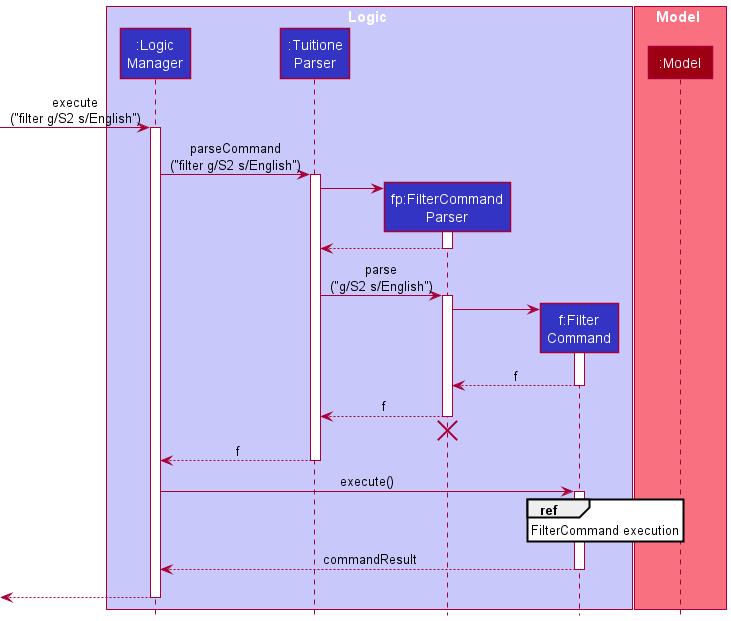 Logic
Model
:Logic
Manager
:Tuitione
Parser
:Model
execute
("filter g/S2 s/English")
parseCommand
("filter g/S2 s/English")
fp:FilterCommand
Parser
parse
("g/S2 s/English")
f:Filter
Command
f
f
f
execute()
ref
FilterCommand execution
commandResult